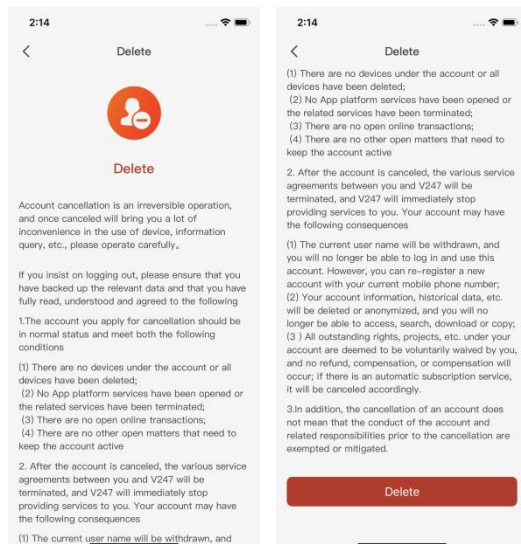 2:14
Delete
Delete
Account cancellation is an irreversible operation,
and once canceled will bring you a lot of
inconvenience in the use of device, information
query, etc., please operate carefully。
If you insist on logging out, please ensure that you
have backed up the relevant data and that you have
fully read, understood and agreed to the following
1.The account you apply for cancellation should be
in normal status and meet both the following
conditions
(1) There are no devices under the account or all
devices have been deleted;
(2) No App platform services have been opened or
the related services have been terminated;
(3) There are no open online transactions;
(4) There are no other open matters that need to
keep the account active
2. After the account is canceled, the various service
agreements between you and V247 will be
terminated, and V247 will immediately stop
providing services to you. Your account may have
the following consequences
(1) The current user name will be withdrawn, and
2:14
Delete
(1) There are no devices under the account or all
devices have been deleted;
(2) No App platform services have been opened or
the related services have been terminated;
(3) There are no open online transactions;
(4) There are no other open matters that need to
keep the account active
2. After the account is canceled, the various service
agreements between you and V247 will be
terminated, and V247 will immediately stop
providing services to you. Your account may have
the following consequences
(1) The current user name will be withdrawn, and
you will no longer be able to log in and use this
account. However, you can re-register a new
account with your current mobile phone number;
(2) Your account information, historical data, etc.
will be deleted or anonymized, and you will no
longer be able to access, search, download or copy;
(3 ) All outstanding rights, projects, etc. under your
account are deemed to be voluntarily waived by you,
and no refund, compensation, or compensation will
occur; if there is an automatic subscription service,
it will be canceled accordingly.
3.In addition, the cancellation of an account does
not mean that the conduct of the account and
related responsibilities prior to the cancellation are
exempted or mitigated.
Delete